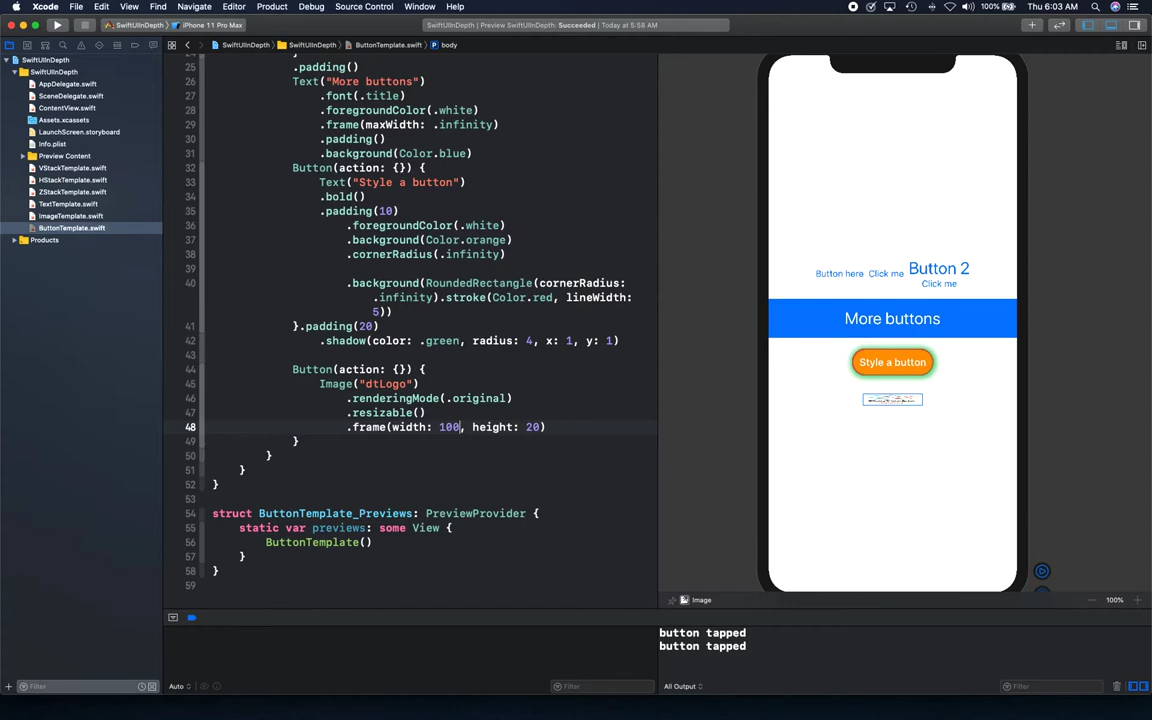 Xcode File Edit View Find Navigate Editor Product Debug Source Control Window Help 100% Thu 6:03 AM
SwiftUIInDepth iPhone 11 Pro Max SwiftUIInDepth | Preview SwiftUIInDepth: Succeeded | Today at 5:58 AM
SwiftUIInDepth SwiftUIInDepth ButtonTemplate.swift body
SwiftUIInDepth
SwiftUIInDepth
AppDelegate.swift
SceneDelegate.swift
ContentView.swift
Assets.xcassets
LaunchScreen.storyboard
Info.plist
Preview Content
VStackTemplate.swift
HStackTemplate.swift
ZStackTemplate.swift
TextTemplate.swift
ImageTemplate.swift
ButtonTemplate.swift
Products
25 .padding()
26 Text("More buttons")
27 .font(.title)
28 .foregroundColor(.white)
29 .frame(maxWidth: .infinity)
30 .padding()
31 .background(Color.blue)
32 Button(action: {}) {
33 Text("Style a button")
34 .bold()
35 .padding(10)
36 .foregroundColor(.white)
37 .background(Color.orange)
38 .cornerRadius(.infinity)
39
40 .background(RoundedRectangle(cornerRadius:
.infinity).stroke(Color.red, lineWidth:
5))
41 }.padding(20)
42 .shadow(color: .green, radius: 4, x: 1, y: 1)
44 Button(action: {}) {
45 Image("dtLogo")
46 .renderingMode(.original)
47 .resizable()
48 .frame(width: 100, height: 20)
49 }
50 }
51 }
52 }
53
54 struct ButtonTemplate_Previews: PreviewProvider {
55 static var previews: some View {
56 ButtonTemplate()
57 }
58 }
59
Button here Click me Button 2
Click me
More buttons
Style a button
Image
100%
button tapped
button tapped
Filter
Auto
Filter
All Output
Filter